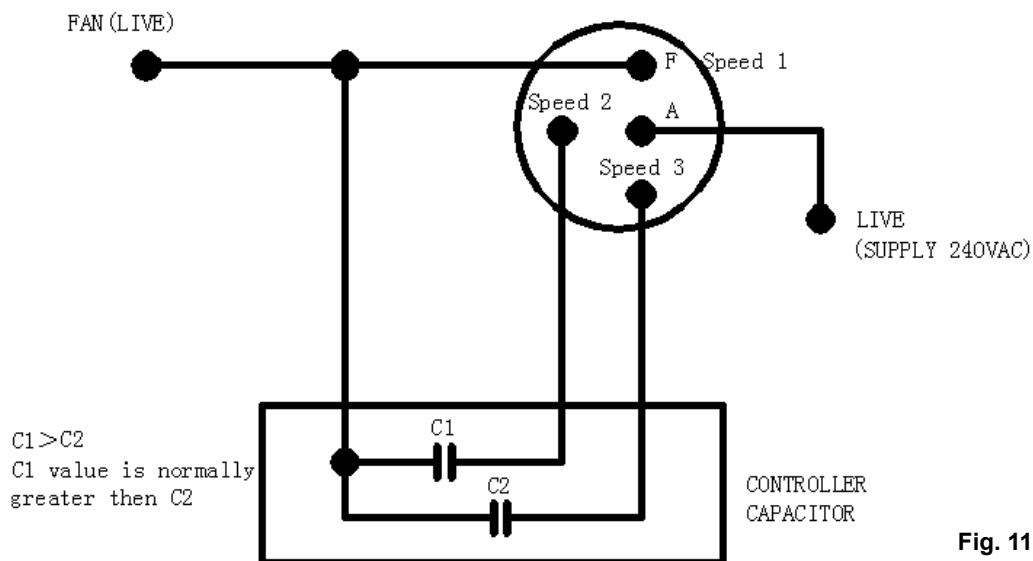 FAN(LIVE)
F Speed 1
Speed 2
A
Speed 3
LIVE
(SUPPLY 240VAC)
C1>C2
C1 value is normally
greater then C2
C1
C2
CONTROLLER
CAPACITOR
Fig. 11